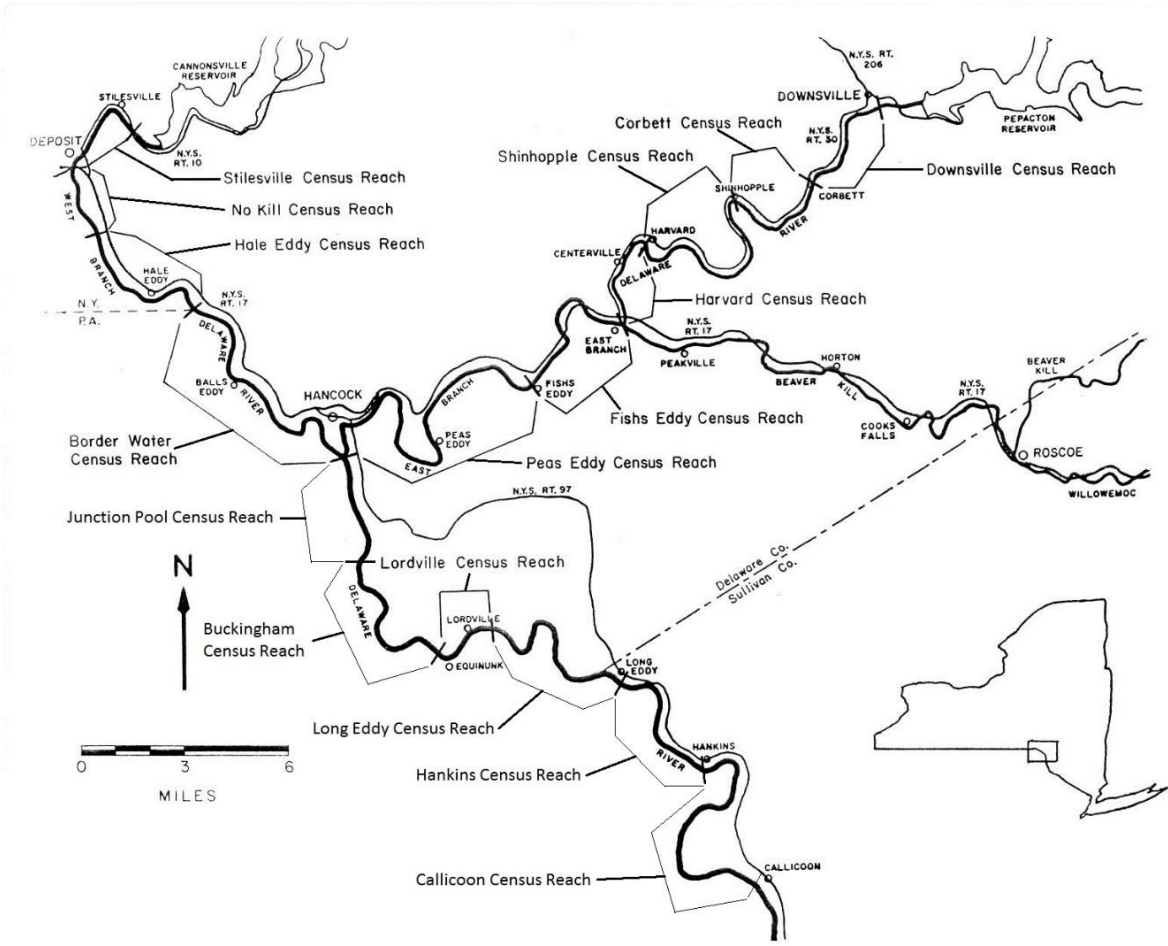 N.Y.S. RT.
206
CANNONSVILLE
RESERVOIR
STILESVILLE
DOWNSVILLE
PEPACTON
RESERVOIR
DEPOSIT
N.Y.S.
RT. 10
N.Y.S.
RT. 30
Corbett Census Reach
Shinhopple Census Reach
Stilesville Census Reach
Downsville Census Reach
SHINHOPPLE
CORBETT
WEST
No Kill Census Reach
RIVER
HARVARD
Hale Eddy Census Reach
CENTERVILLE
DELAWARE
BRANCH
HALE
EDDY
N.Y.S.
RT. 17
Harvard Census Reach
N.Y.
P.A.
DELAWARE
EAST
BRANCH
N.Y.S.
RT. 17
PEAKVILLE
HORTON
BEAVER
KILL
BEAVER
KILL
RIVER
BALLS
EDDY
HANCOCK
BRANCH
FISHS
EDDY
N.Y.S.
RT. 17
Fishs Eddy Census Reach
COOKS
FALLS
PEAS
EDDY
Border Water
Census Reach
EAST
Peas Eddy Census Reach
ROSCOE
WILLOWEMOC
N.Y.S. RT. 97
Junction Pool Census Reach
N
Lordville Census Reach
Delaware Co.
Sullivan Co.
DELAWARE
LORDVILLE
Buckingham
Census Reach
EQUINUNK
LONG
EDDY
Long Eddy Census Reach
RIVER
HANKINS
0 3 6
MILES
Hankins Census Reach
CALLICOON
Callicoon Census Reach